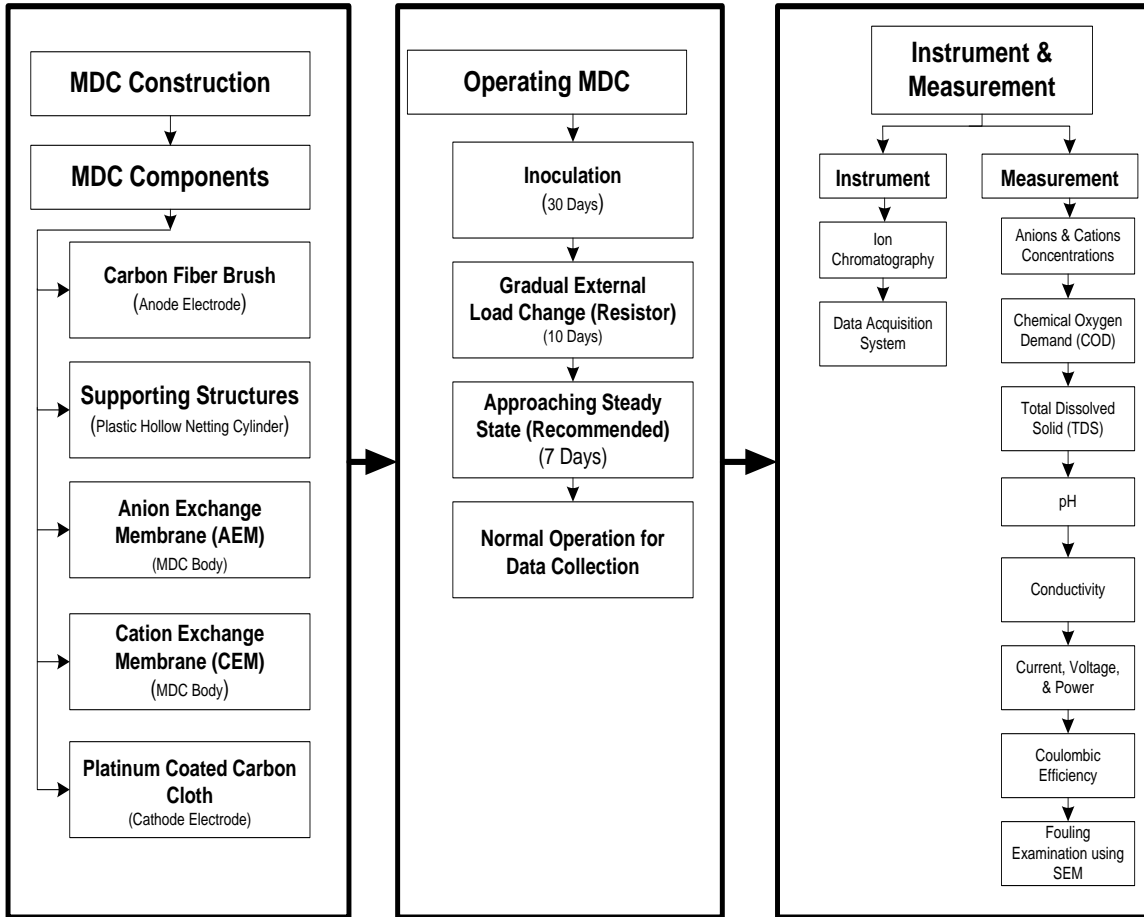 MDC Construction
MDC Components
Carbon Fiber Brush
(Anode Electrode)
Supporting Structures
(Plastic Hollow Netting Cylinder)
Anion Exchange
Membrane (AEM)
(MDC Body)
Cation Exchange
Membrane (CEM)
(MDC Body)
Platinum Coated Carbon
Cloth
(Cathode Electrode)
Operating MDC
Inoculation
(30 Days)
Gradual External
Load Change (Resistor)
(10 Days)
Approaching Steady
State (Recommended)
(7 Days)
Normal Operation for
Data Collection
Instrument &
Measurement
Instrument
Ion
Chromatography
Data Acquisition
System
Measurement
Anions & Cations
Concentrations
Chemical Oxygen
Demand (COD)
Total Dissolved
Solid (TDS)
pH
Conductivity
Current, Voltage,
& Power
Coulombic
Efficiency
Fouling
Examination using
SEM